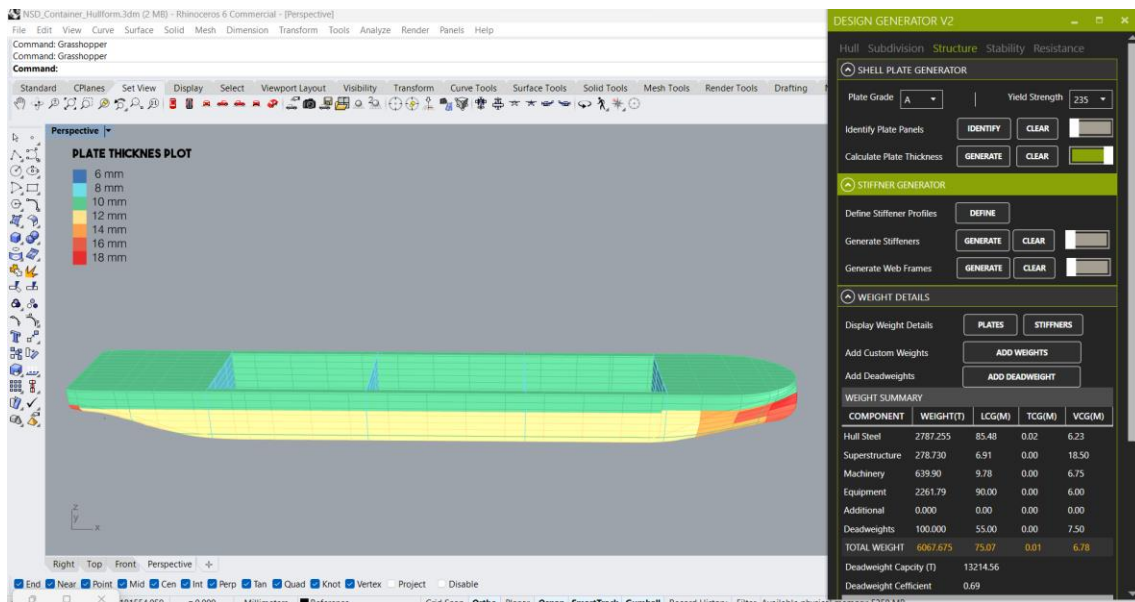 NSD_Container_Hullform.3dm (2 MB) - Rhinoceros 6 Commercial - [Perspective]
File Edit View Curve Surface Solid Mesh Dimension Transform Tools Analyze Render Panels Help
Command: Grasshopper
Command: Grasshopper
Command:
Standard CPlanes Set View Display Select Viewport Layout Visibility Transform Curve Tools Surface Tools Solid Tools Mesh Tools Render Tools Drafting
Perspective
PLATE THICKNES PLOT
6 mm
8 mm
10 mm
12 mm
14 mm
16 mm
18 mm
z
y
x
Right Top Front Perspective
End Near Point Mid Cen Int Perp Tan Quad Knot Vertex Project Disable
DESIGN GENERATOR V2
Hull Subdivision Structure Stability Resistance
SHELL PLATE GENERATOR
Plate Grade A Yield Strength 235
Identify Plate Panels IDENTIFY CLEAR
Calculate Plate Thickness GENERATE CLEAR
STIFFNER GENERATOR
Define Stiffener Profiles DEFINE
Generate Stiffeners GENERATE CLEAR
Generate Web Frames GENERATE CLEAR
WEIGHT DETAILS
Display Weight Details PLATES STIFFNERS
Add Custom Weights ADD WEIGHTS
Add Deadweights ADD DEADWEIGHT
WEIGHT SUMMARY
COMPONENT WEIGHT(T) LCG(M) TCG(M) VCG(M)
Hull Steel 2787.255 85.48 0.02 6.23
Superstructure 278.730 6.91 0.00 18.50
Machinery 639.90 9.78 0.00 6.75
Equipment 2261.79 90.00 0.00 6.00
Additional 0.000 0.00 0.00 0.00
Deadweights 100.000 55.00 0.00 7.50
TOTAL WEIGHT 6067.675 75.07 0.01 6.78
Deadweight Capcity (T) 13214.56
Deadweight Cefficient 0.69